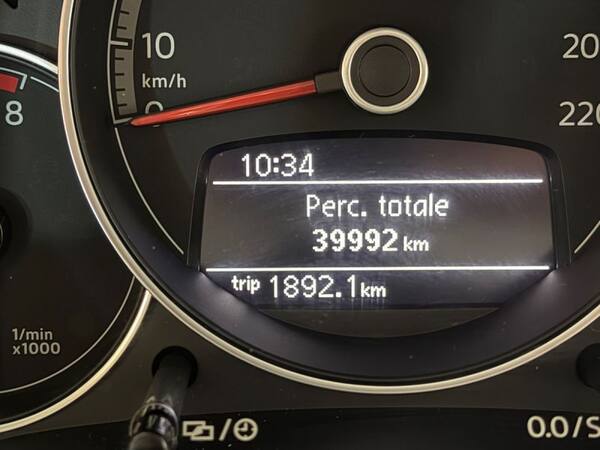 10
km/h
0
8
20
220
10:34
Perc. totale
39992 km
trip 1892.1 km
1/min
x1000
0.0/S